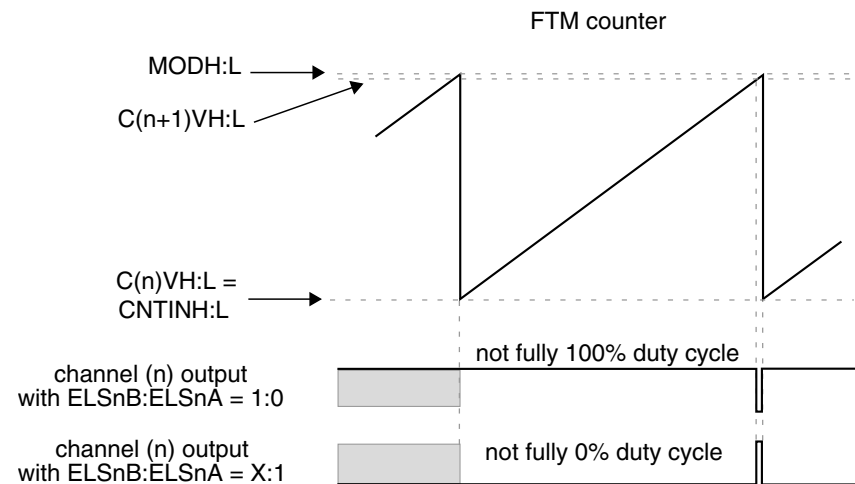 FTM counter
MODH:L
C(n+1)VH:L
C(n)VH:L =
CNTINH:L
not fully 100% duty cycle
channel (n) output
with ELSnB:ELSnA = 1:0
channel (n) output
with ELSnB:ELSnA = X:1
not fully 0% duty cycle